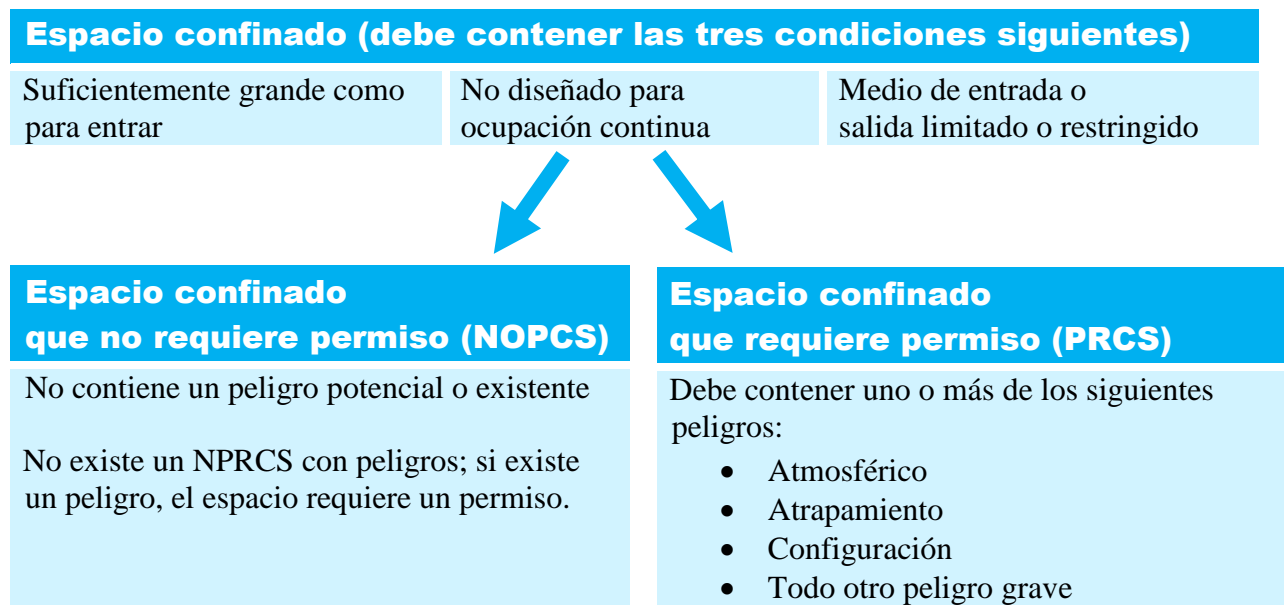 Espacio confinado (debe contener las tres condiciones siguientes)
Suficientemente grande como
para entrar
No diseñado para
ocupación continua
Medio de entrada o
salida limitado o restringido
Espacio confinado
que no requiere permiso (NOPCS)
No contiene un peligro potencial o existente
No existe un NPRCS con peligros; si existe
un peligro, el espacio requiere un permiso.
Espacio confinado
que requiere permiso (PRCS)
Debe contener uno o más de los siguientes
peligros:
• Atmosférico
• Atrapamiento
• Configuración
• Todo otro peligro grave